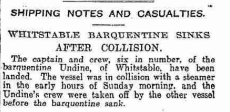 SHIPPING NOTES AND CASUALTIES.
WHITSTABLE BARQUENTINE SINKS
AFTER COLLISION.
The captain and crew, six in number, of the
barquentine Undine, of Whitstable, have been
landed. The vessel was in collision with a steamer
in the early hours of Sunday morning, and the
Undine's crew were taken off by the other vessel
before the barquentine sank.